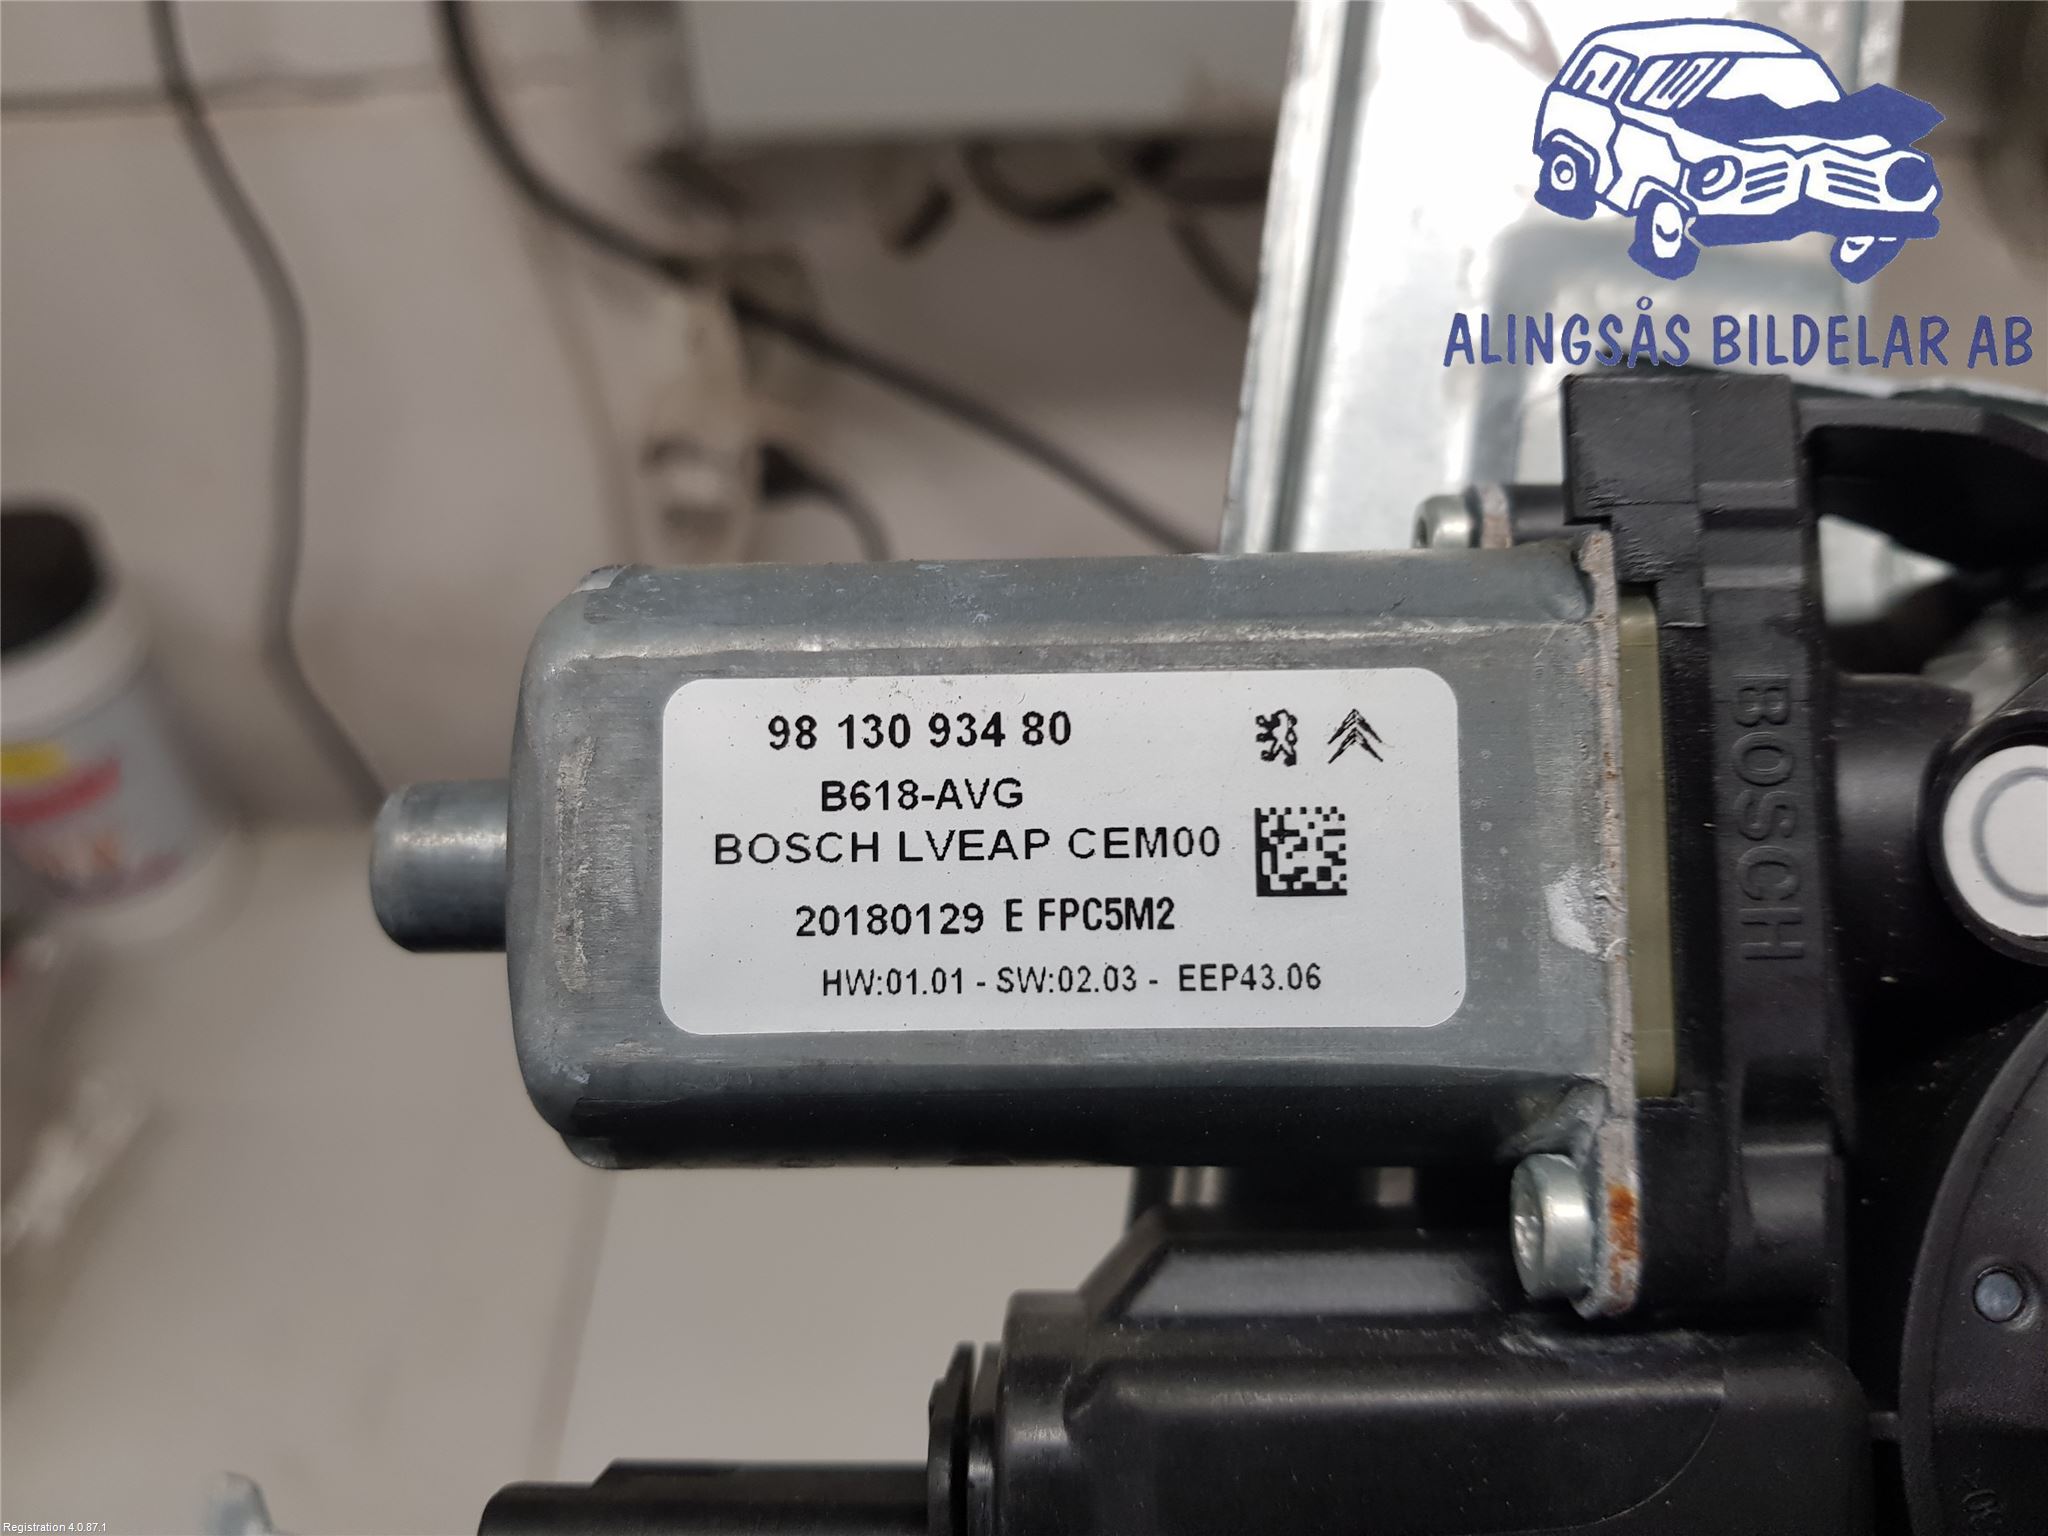 ALINGSÅS BILDELAR AB
98 130 934 80
B618-AVG
BOSCH LVEAP CEM00
20180129 E FPC5M2
HW:01.01 - SW:02.03 - EEP43.06
BOSCH
Registration 4.0.87.1